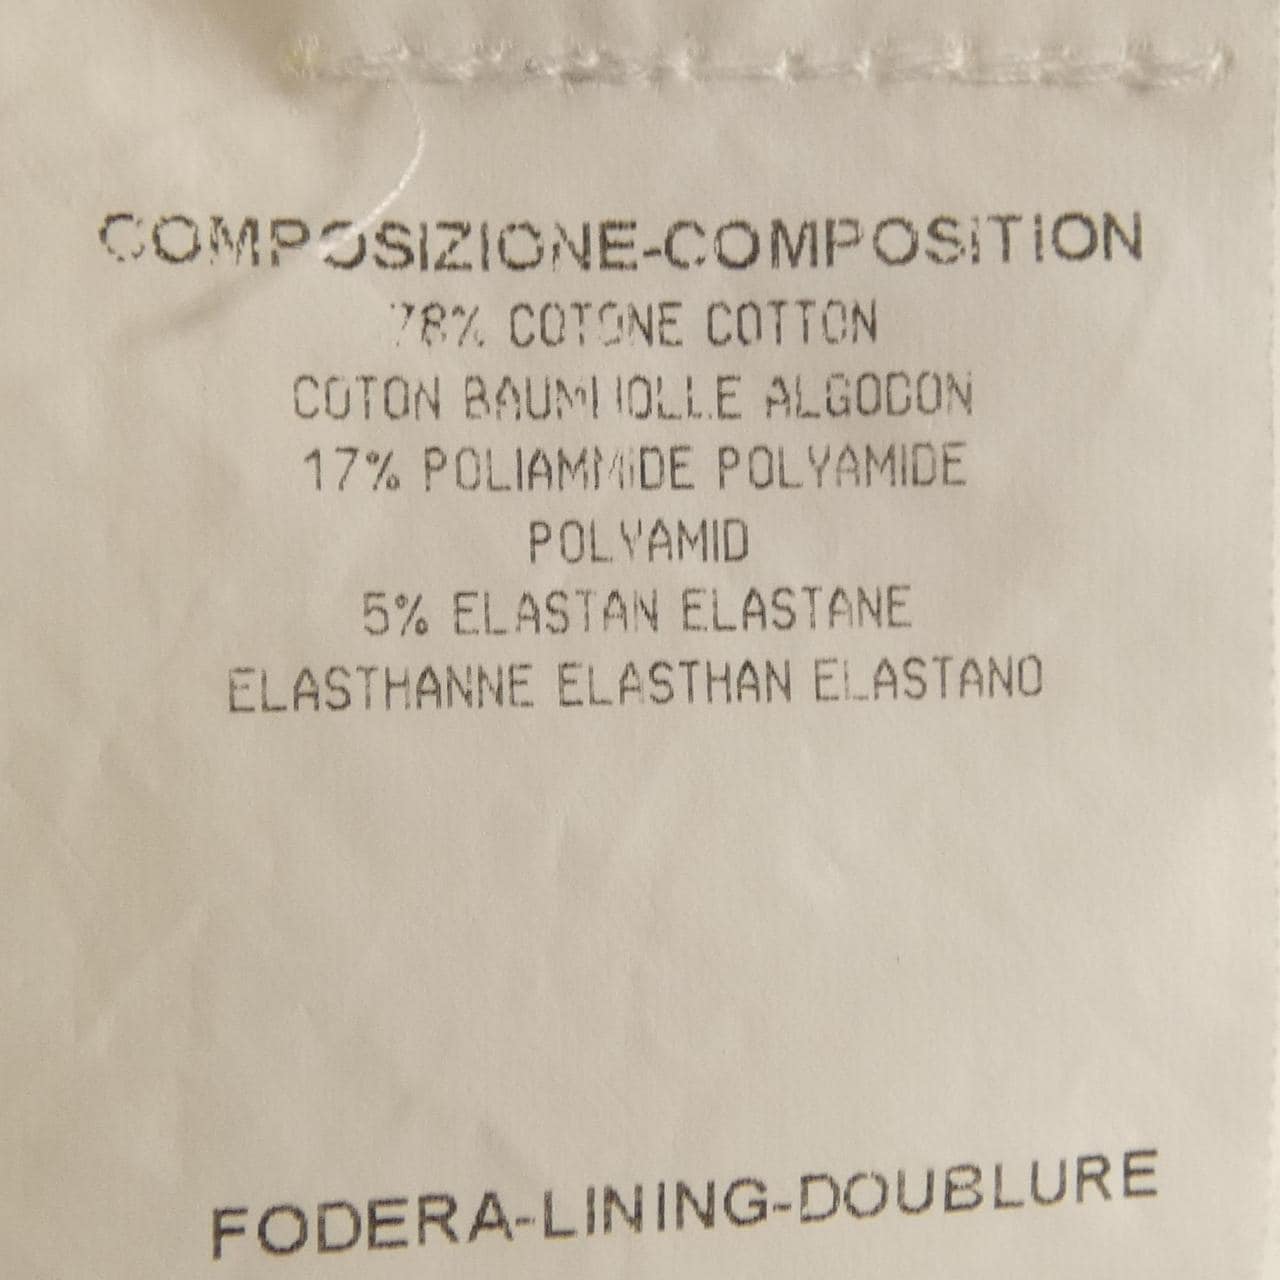 COMPOSIZIONE-COMPOSITION
78% COTONE COTTON
COTON BAUMWOLLE ALGODON
17% POLIAMMIDE POLYAMIDE
POLYAMID
5% ELASTAN ELASTANE
ELASTHANNE ELASTHAN ELASTANO
FODERA-LINING-DOUBLURE